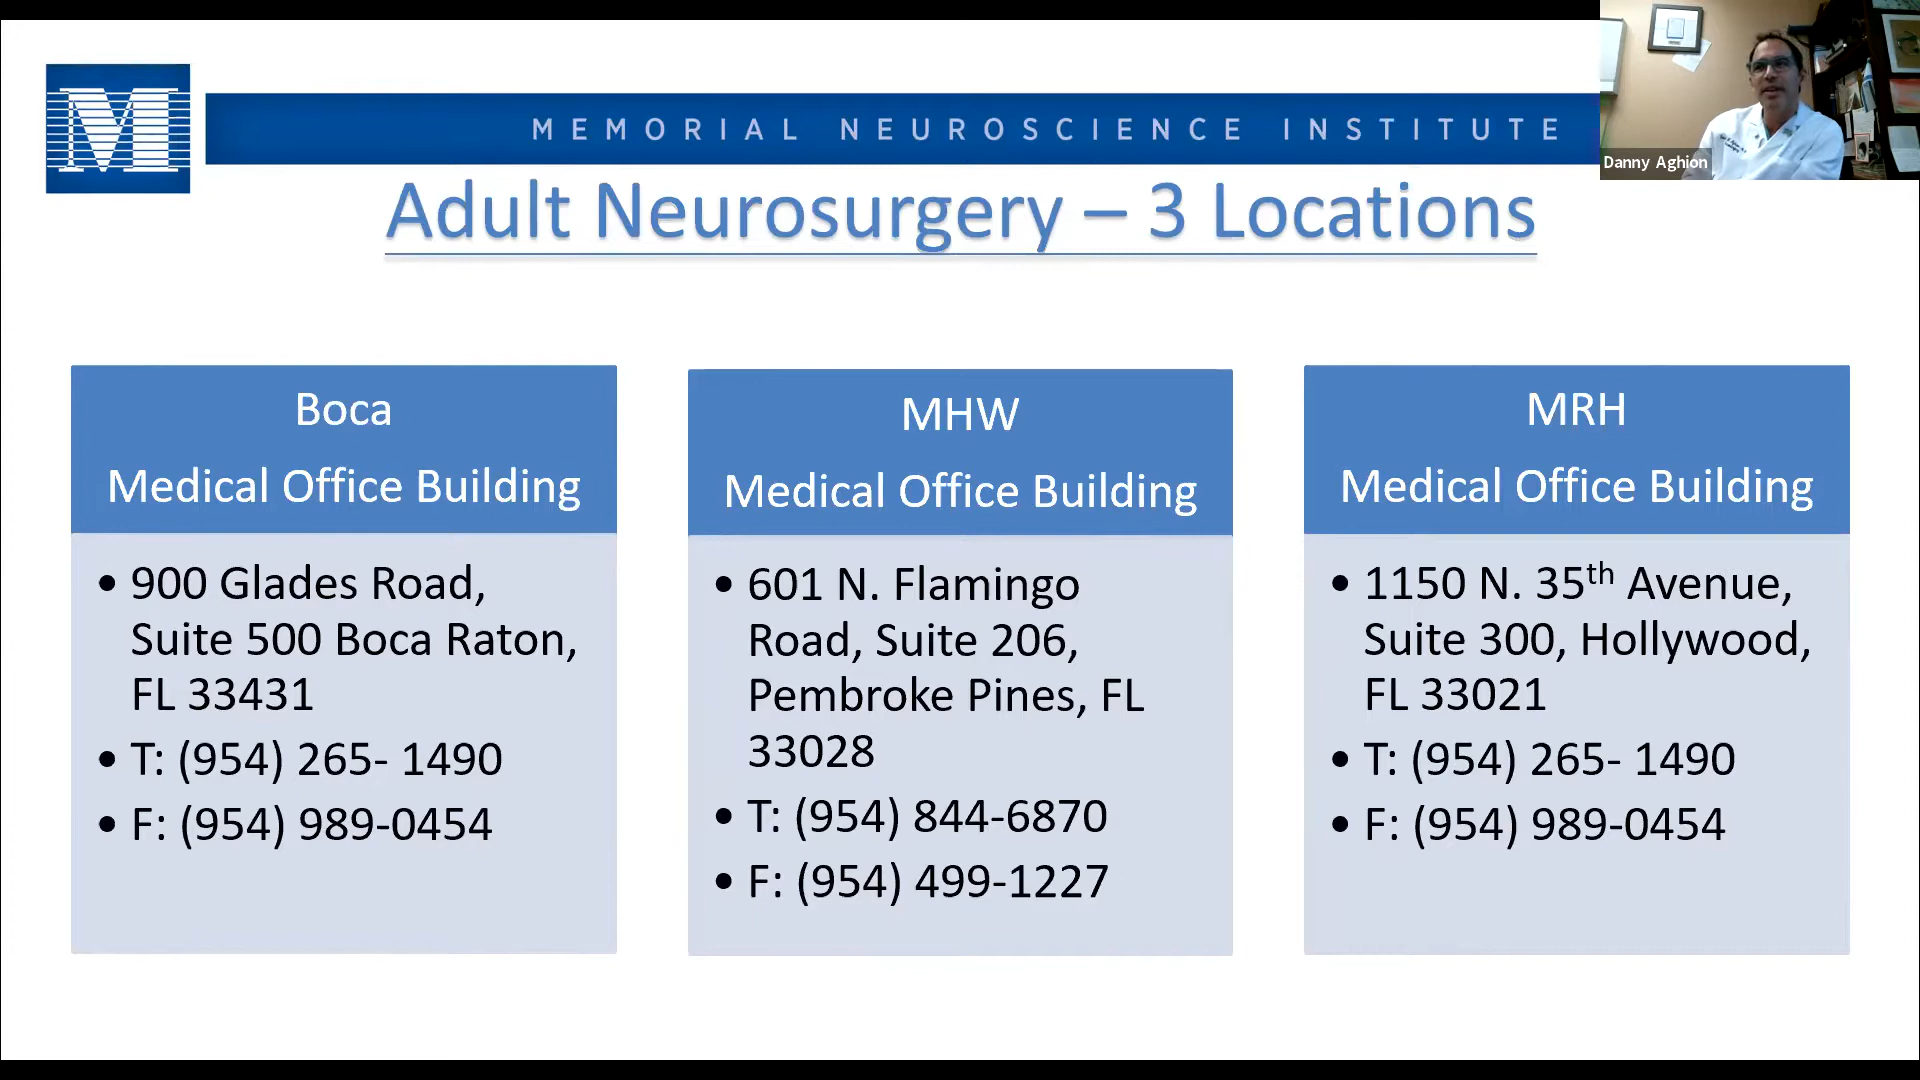 M
MEMORIAL NEUROSCIENCE INSTITUTE
Danny Aghion
Adult Neurosurgery – 3 Locations
Boca
Medical Office Building
• 900 Glades Road,
Suite 500 Boca Raton,
FL 33431
• T: (954) 265- 1490
• F: (954) 989-0454
MHW
Medical Office Building
• 601 N. Flamingo
Road, Suite 206,
Pembroke Pines, FL
33028
• T: (954) 844-6870
• F: (954) 499-1227
MRH
Medical Office Building
• 1150 N. 35th Avenue,
Suite 300, Hollywood,
FL 33021
• T: (954) 265- 1490
• F: (954) 989-0454